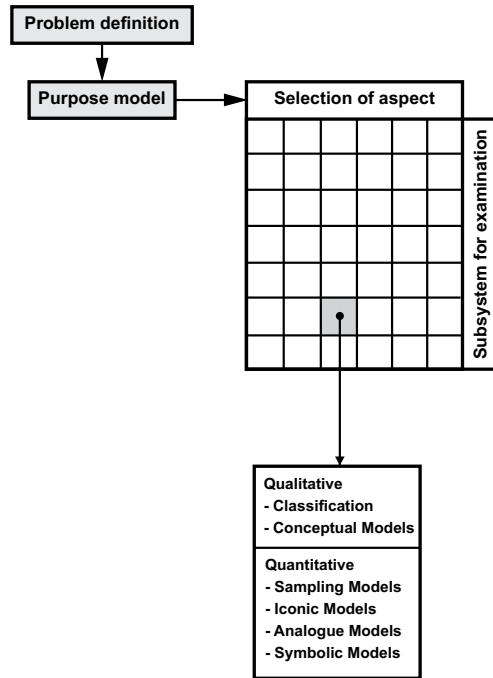 Problem definition
Purpose model
Selection of aspect
Subsystem for examination
Qualitative
- Classification
- Conceptual Models
Quantitative
- Sampling Models
- Iconic Models
- Analogue Models
- Symbolic Models